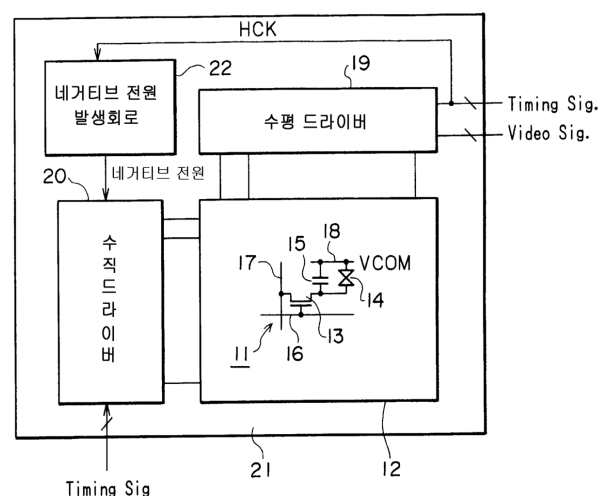 HCK
22
19
네거티브 전원
발생회로
수평 드라이버
Timing Sig.
Video Sig.
네거티브 전원
20
수직드라이버
18
15
17
VCOM
14
13
16
11
21
12
Timing Sig